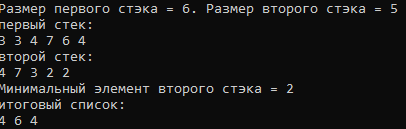 Размер первого стэка = 6. Размер второго стэка = 5
первый стек:
3 3 4 7 6 4
второй стек:
4 7 3 2 2
Минимальный элемент второго стэка = 2
итоговый список:
4 6 4